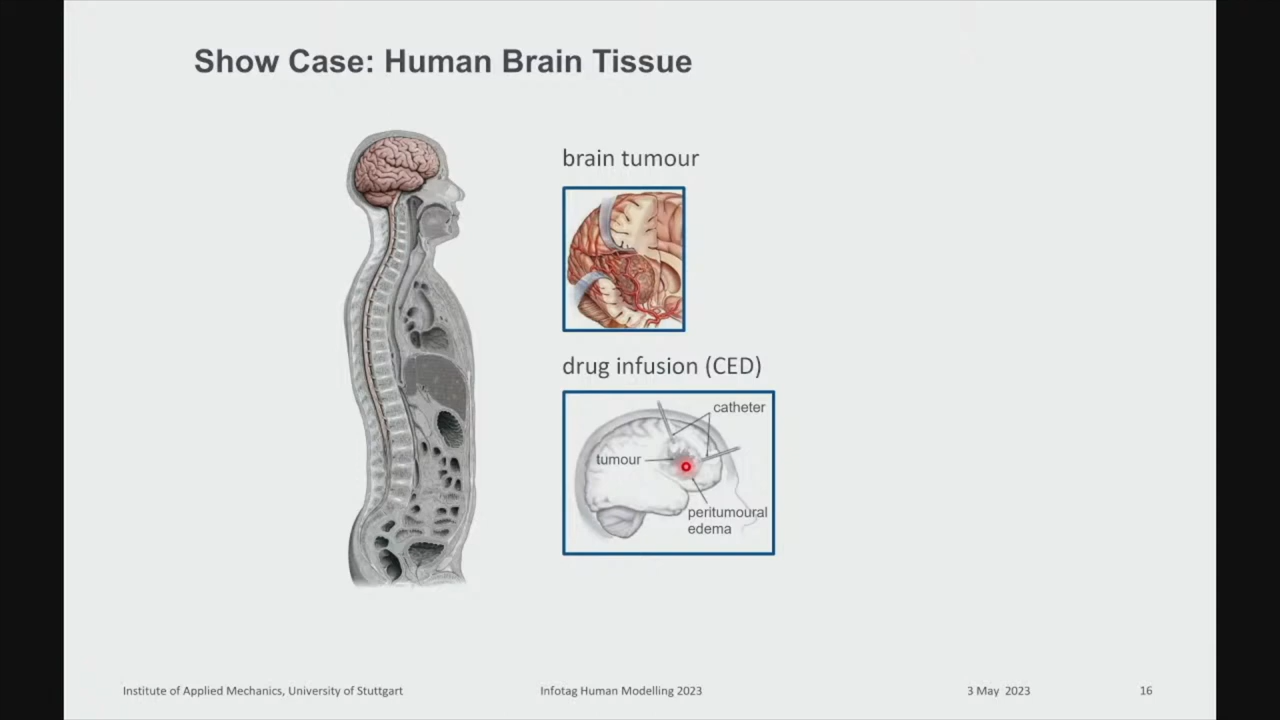 Show Case: Human Brain Tissue
brain tumour
drug infusion (CED)
catheter
tumour
peritumoural
edema
Institute of Applied Mechanics, University of Stuttgart
Infotag Human Modelling 2023
3 May 2023
16